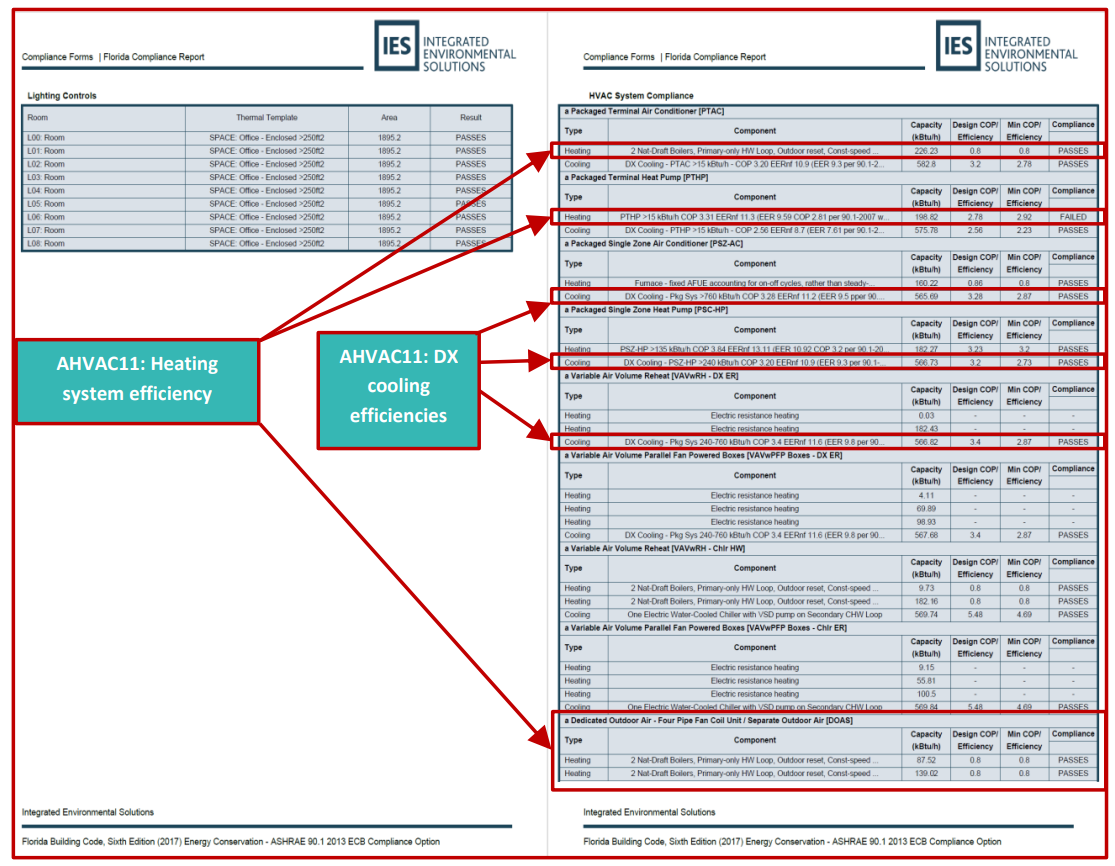 Compliance Forms | Florida Compliance Report
IES INTEGRATED
ENVIRONMENTAL
SOLUTIONS
Lighting Controls
Room Thermal Template Area Result
L00: Room SPACE: Office - Enclosed >250ft2 1895.2 PASSES
L01: Room SPACE: Office - Enclosed >250ft2 1895.2 PASSES
L02: Room SPACE: Office - Enclosed >250ft2 1895.2 PASSES
L03: Room SPACE: Office - Enclosed >250ft2 1895.2 PASSES
L04: Room SPACE: Office - Enclosed >250ft2 1895.2 PASSES
L05: Room SPACE: Office - Enclosed >250ft2 1895.2 PASSES
L06: Room SPACE: Office - Enclosed >250ft2 1895.2 PASSES
L07: Room SPACE: Office - Enclosed >250ft2 1895.2 PASSES
L08: Room SPACE: Office - Enclosed >250ft2 1895.2 PASSES
AHVAC11: Heating
system efficiency
AHVAC11: DX
cooling
efficiencies
Integrated Environmental Solutions
Florida Building Code, Sixth Edition (2017) Energy Conservation - ASHRAE 90.1 2013 ECB Compliance Option
Compliance Forms | Florida Compliance Report
IES INTEGRATED
ENVIRONMENTAL
SOLUTIONS
HVAC System Compliance
a Packaged Terminal Air Conditioner [PTAC]
Type Component Capacity (kBtu/h) Design COP/ Efficiency Min COP/ Efficiency Compliance
Heating 2 Nat-Draft Boilers, Primary-only HW Loop, Outdoor reset, Const-speed ... 226.23 0.8 0.8 PASSES
Cooling DX Cooling - PTAC >15 kBtu/h - COP 3.20 EERnf 10.9 (EER 9.3 per 90.1-2... 582.8 3.2 2.78 PASSES
a Packaged Terminal Heat Pump [PTHP]
Type Component Capacity (kBtu/h) Design COP/ Efficiency Min COP/ Efficiency Compliance
Heating PTHP >15 kBtu/h COP 3.31 EERnf 11.3 (EER 9.59 COP 2.81 per 90.1-2007 w... 198.82 2.78 2.92 FAILED
Cooling DX Cooling - PTHP >15 kBtu/h - COP 2.56 EERnf 8.7 (EER 7.61 per 90.1-2... 575.78 2.56 2.23 PASSES
a Packaged Single Zone Air Conditioner [PSZ-AC]
Type Component Capacity (kBtu/h) Design COP/ Efficiency Min COP/ Efficiency Compliance
Heating Furnace - fixed AFUE accounting for on-off cycles, rather than steady-... 160.22 0.86 0.8 PASSES
Cooling DX Cooling - Pkg Sys >760 kBtu/h COP 3.28 EERnf 11.2 (EER 9.5 pper 90.... 565.69 3.28 2.87 PASSES
a Packaged Single Zone Heat Pump [PSC-HP]
Type Component Capacity (kBtu/h) Design COP/ Efficiency Min COP/ Efficiency Compliance
Heating PSZ-HP >135 kBtu/h COP 3.84 EERnf 13.11 (EER 10.92 COP 3.2 per 90.1-20... 182.27 3.23 3.2 PASSES
Cooling DX Cooling - PSZ-HP >240 kBtu/h COP 3.20 EERnf 10.9 (EER 9.3 per 90.1-... 566.73 3.2 2.73 PASSES
a Variable Air Volume Reheat [VAVwRH - DX ER]
Type Component Capacity (kBtu/h) Design COP/ Efficiency Min COP/ Efficiency Compliance
Heating Electric resistance heating 0.03 - - -
Heating Electric resistance heating 182.43 - - -
Cooling DX Cooling - Pkg Sys 240-760 kBtu/h COP 3.4 EERnf 11.6 (EER 9.8 per 90... 566.82 3.4 2.87 PASSES
a Variable Air Volume Parallel Fan Powered Boxes [VAVwPFP Boxes - DX ER]
Type Component Capacity (kBtu/h) Design COP/ Efficiency Min COP/ Efficiency Compliance
Heating Electric resistance heating 4.11 - - -
Heating Electric resistance heating 69.89 - - -
Heating Electric resistance heating 98.93 - - -
Cooling DX Cooling - Pkg Sys 240-760 kBtu/h COP 3.4 EERnf 11.6 (EER 9.8 per 90... 567.68 3.4 2.87 PASSES
a Variable Air Volume Reheat [VAVwRH - Chlr HW]
Type Component Capacity (kBtu/h) Design COP/ Efficiency Min COP/ Efficiency Compliance
Heating 2 Nat-Draft Boilers, Primary-only HW Loop, Outdoor reset, Const-speed ... 9.73 0.8 0.8 PASSES
Heating 2 Nat-Draft Boilers, Primary-only HW Loop, Outdoor reset, Const-speed ... 182.16 0.8 0.8 PASSES
Cooling One Electric Water-Cooled Chiller with VSD pump on Secondary CHW Loop 569.74 5.48 4.69 PASSES
a Variable Air Volume Parallel Fan Powered Boxes [VAVwPFP Boxes - Chlr ER]
Type Component Capacity (kBtu/h) Design COP/ Efficiency Min COP/ Efficiency Compliance
Heating Electric resistance heating 9.15 - - -
Heating Electric resistance heating 55.81 - - -
Heating Electric resistance heating 100.5 - - -
Cooling One Electric Water-Cooled Chiller with VSD pump on Secondary CHW Loop 569.84 5.48 4.69 PASSES
a Dedicated Outdoor Air - Four Pipe Fan Coil Unit / Separate Outdoor Air [DOAS]
Type Component Capacity (kBtu/h) Design COP/ Efficiency Min COP/ Efficiency Compliance
Heating 2 Nat-Draft Boilers, Primary-only HW Loop, Outdoor reset, Const-speed ... 87.52 0.8 0.8 PASSES
Heating 2 Nat-Draft Boilers, Primary-only HW Loop, Outdoor reset, Const-speed ... 139.02 0.8 0.8 PASSES
Integrated Environmental Solutions
Florida Building Code, Sixth Edition (2017) Energy Conservation - ASHRAE 90.1 2013 ECB Compliance Option